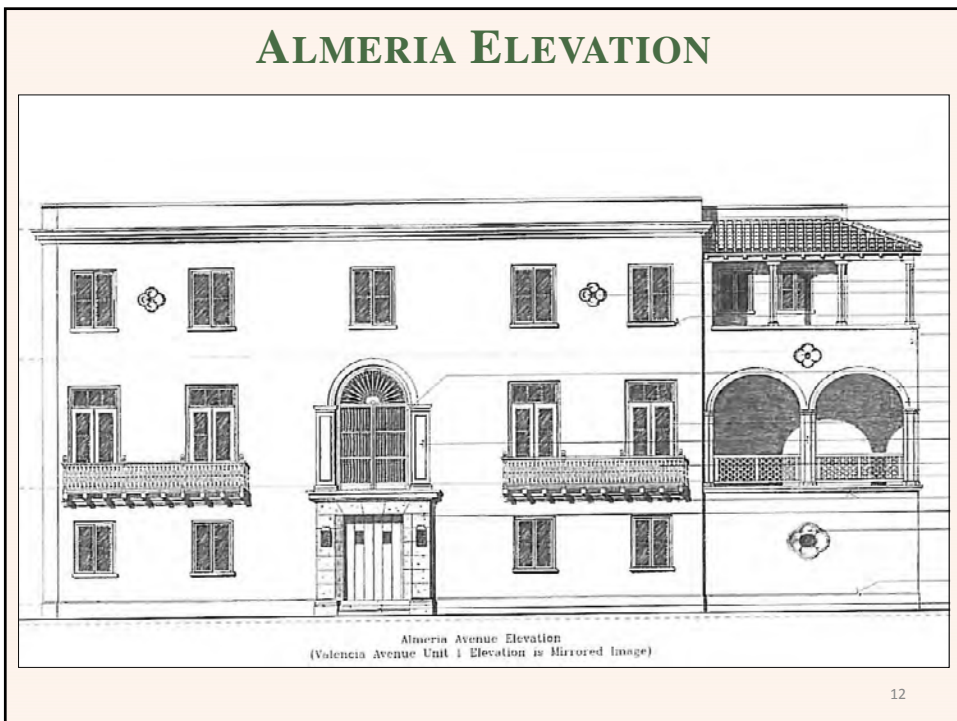 ALMERIA ELEVATION
Almeria Avenue Elevation
(Valencia Avenue Unit 1 Elevation is Mirrored Image)
12